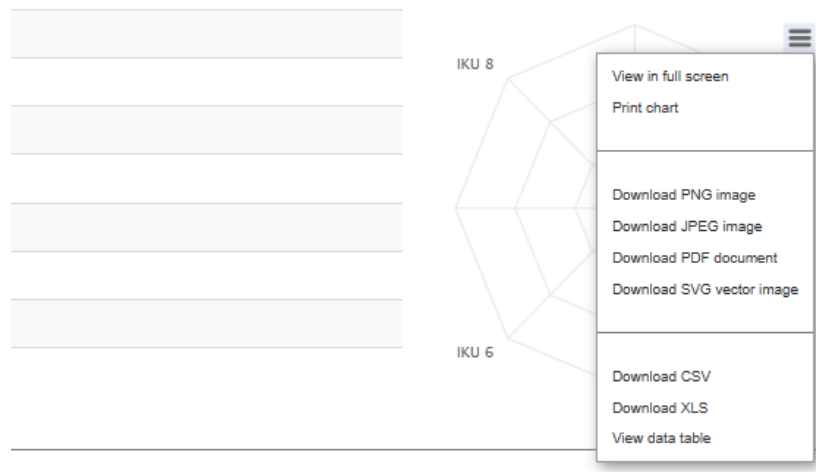 IKU 8
View in full screen
Print chart
Download PNG image
Download JPEG image
Download PDF document
Download SVG vector image
IKU 6
Download CSV
Download XLS
View data table